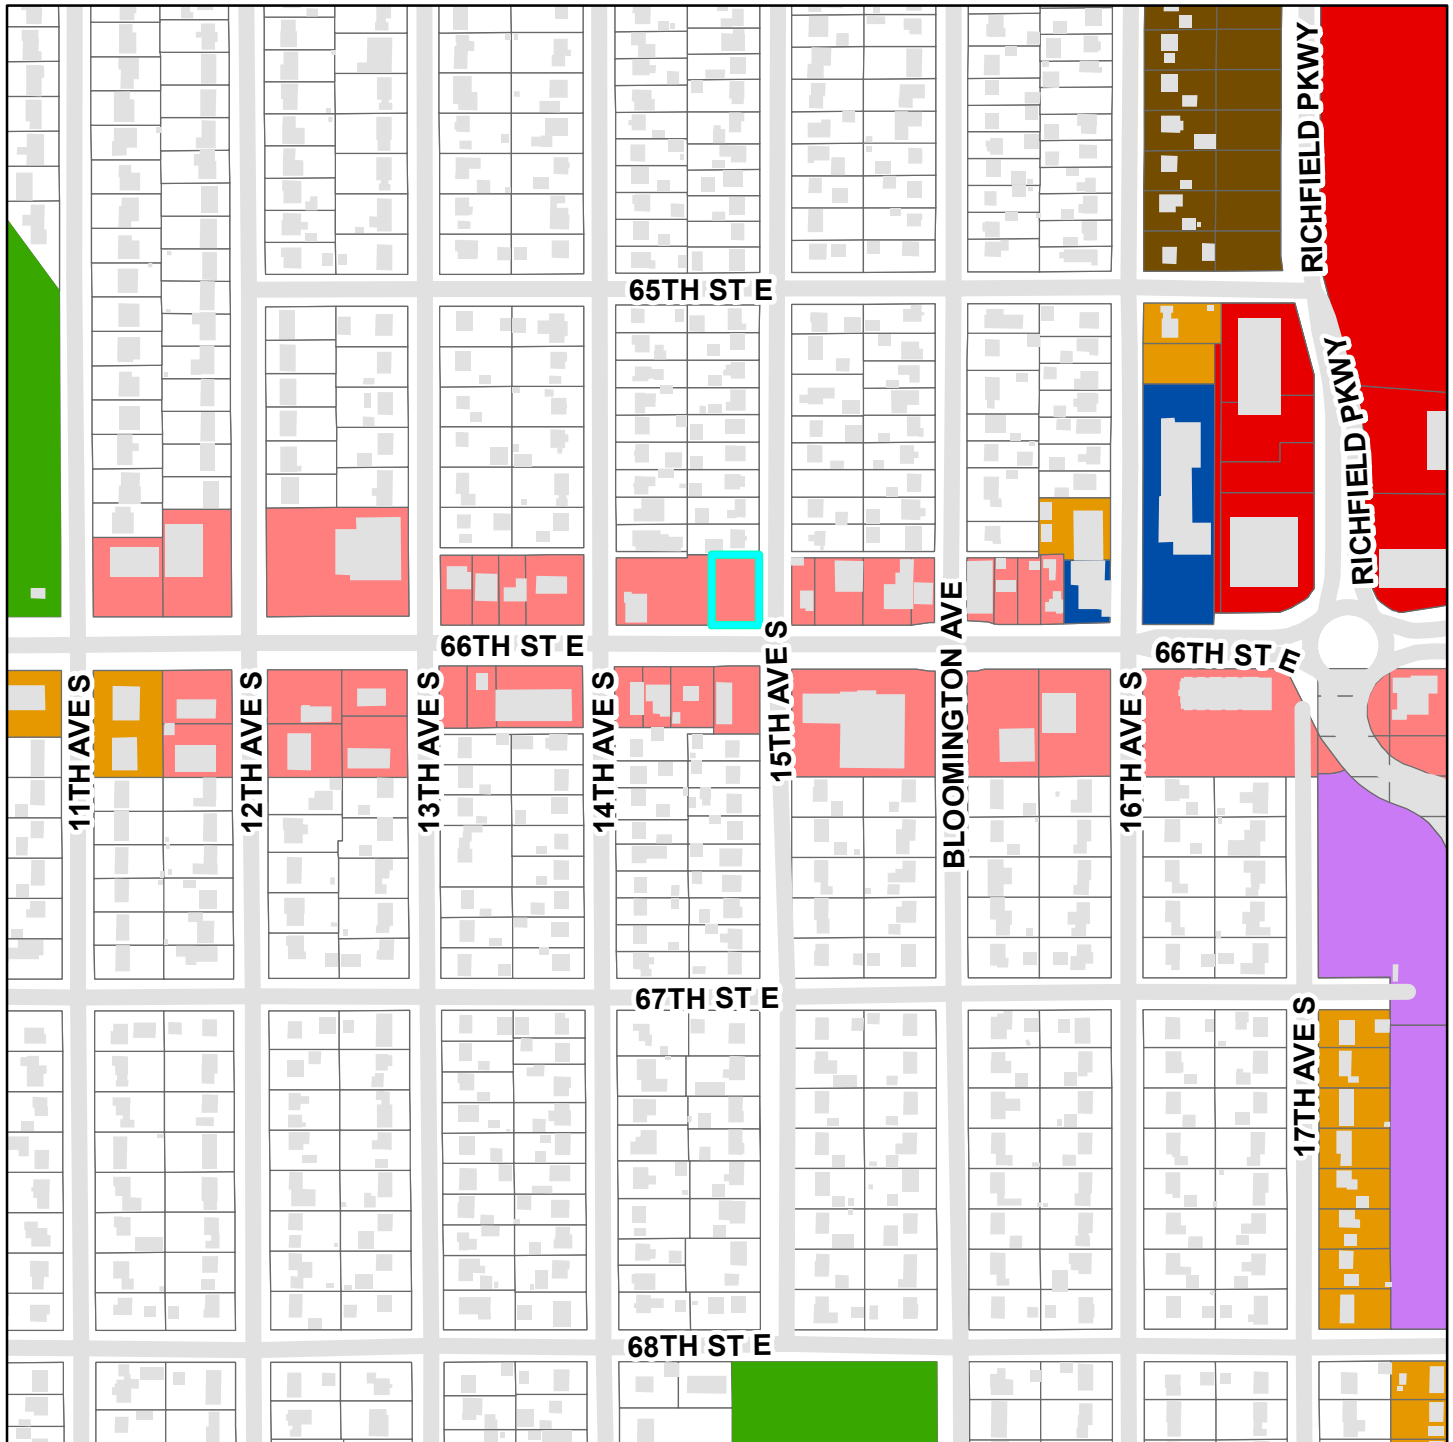 RICHFIELD PKWY
65TH ST E
RICHFIELD PKWY
66TH ST E
66TH ST E
11TH AVE S
12TH AVE S
13TH AVE S
14TH AVE S
15TH AVE S
BLOOMINGTON AVE
16TH AVE S
67TH ST E
17TH AVE S
68TH ST E